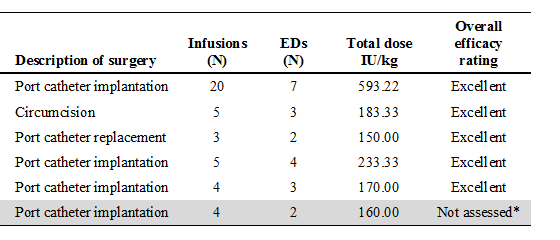 Description of surgery Infusions (N) EDs (N) Total dose IU/kg Overall efficacy rating
Port catheter implantation 20 7 593.22 Excellent
Circumcision 5 3 183.33 Excellent
Port catheter replacement 3 2 150.00 Excellent
Port catheter implantation 5 4 233.33 Excellent
Port catheter implantation 4 3 170.00 Excellent
Port catheter implantation 4 2 160.00 Not assessed*